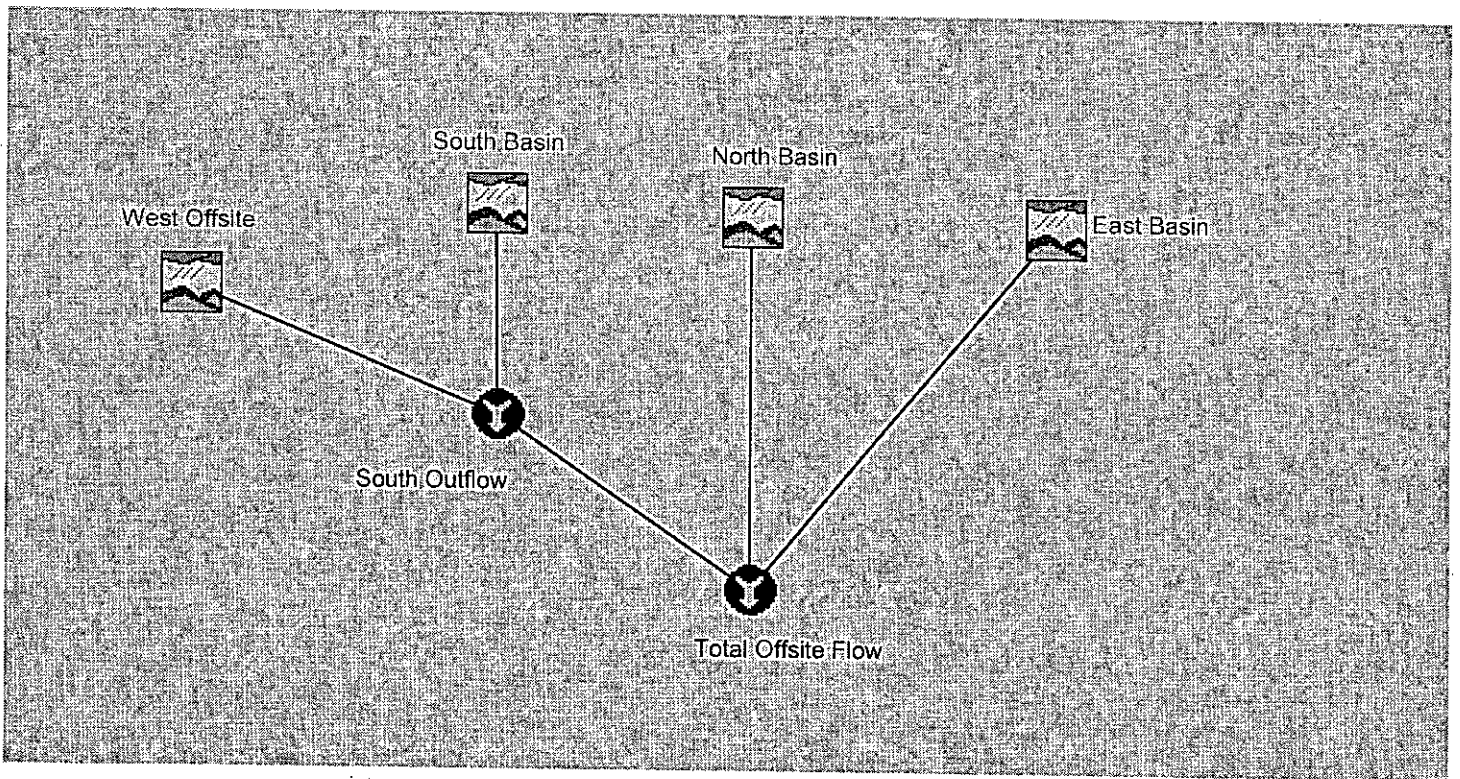 South Basin
North Basin
West Offsite
East Basin
South Outflow
Total Offsite Flow